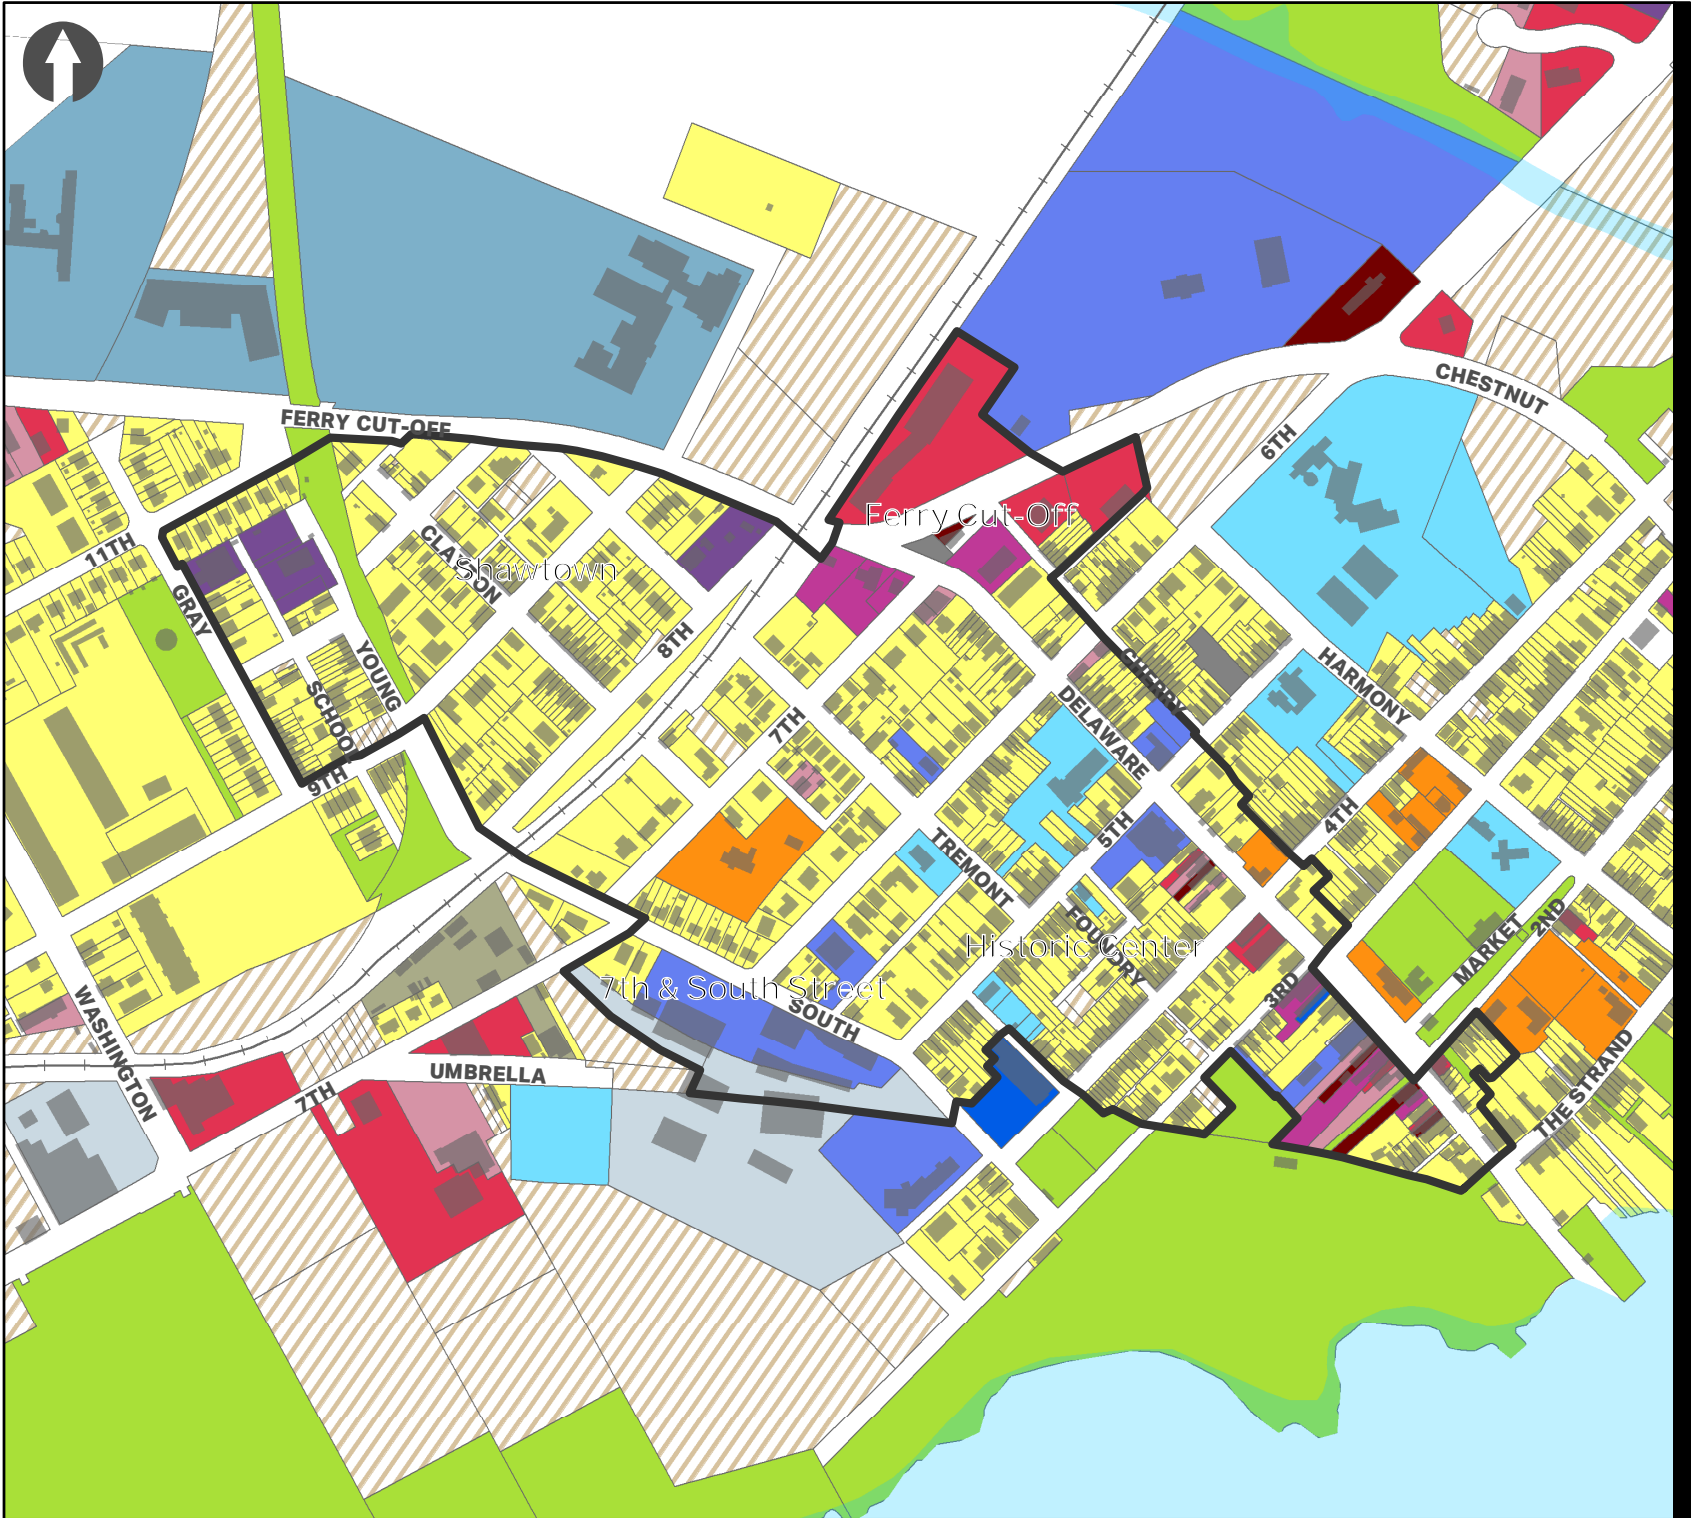 CHESTNUT
FERRY CUT-OFF
6TH
Ferry Cut-Off
11TH
CLAYTON
Shawtown
GRAY
8TH
YOUNG
CHERRY
HARMONY
SCHOOL
DELAWARE
7TH
9TH
5TH
4TH
TREMONT
FOUNDRY
MARKET
2ND
Historic Center
7th & South Street
3RD
SOUTH
WASHINGTON
UMBRELLA
7TH
THE STRAND